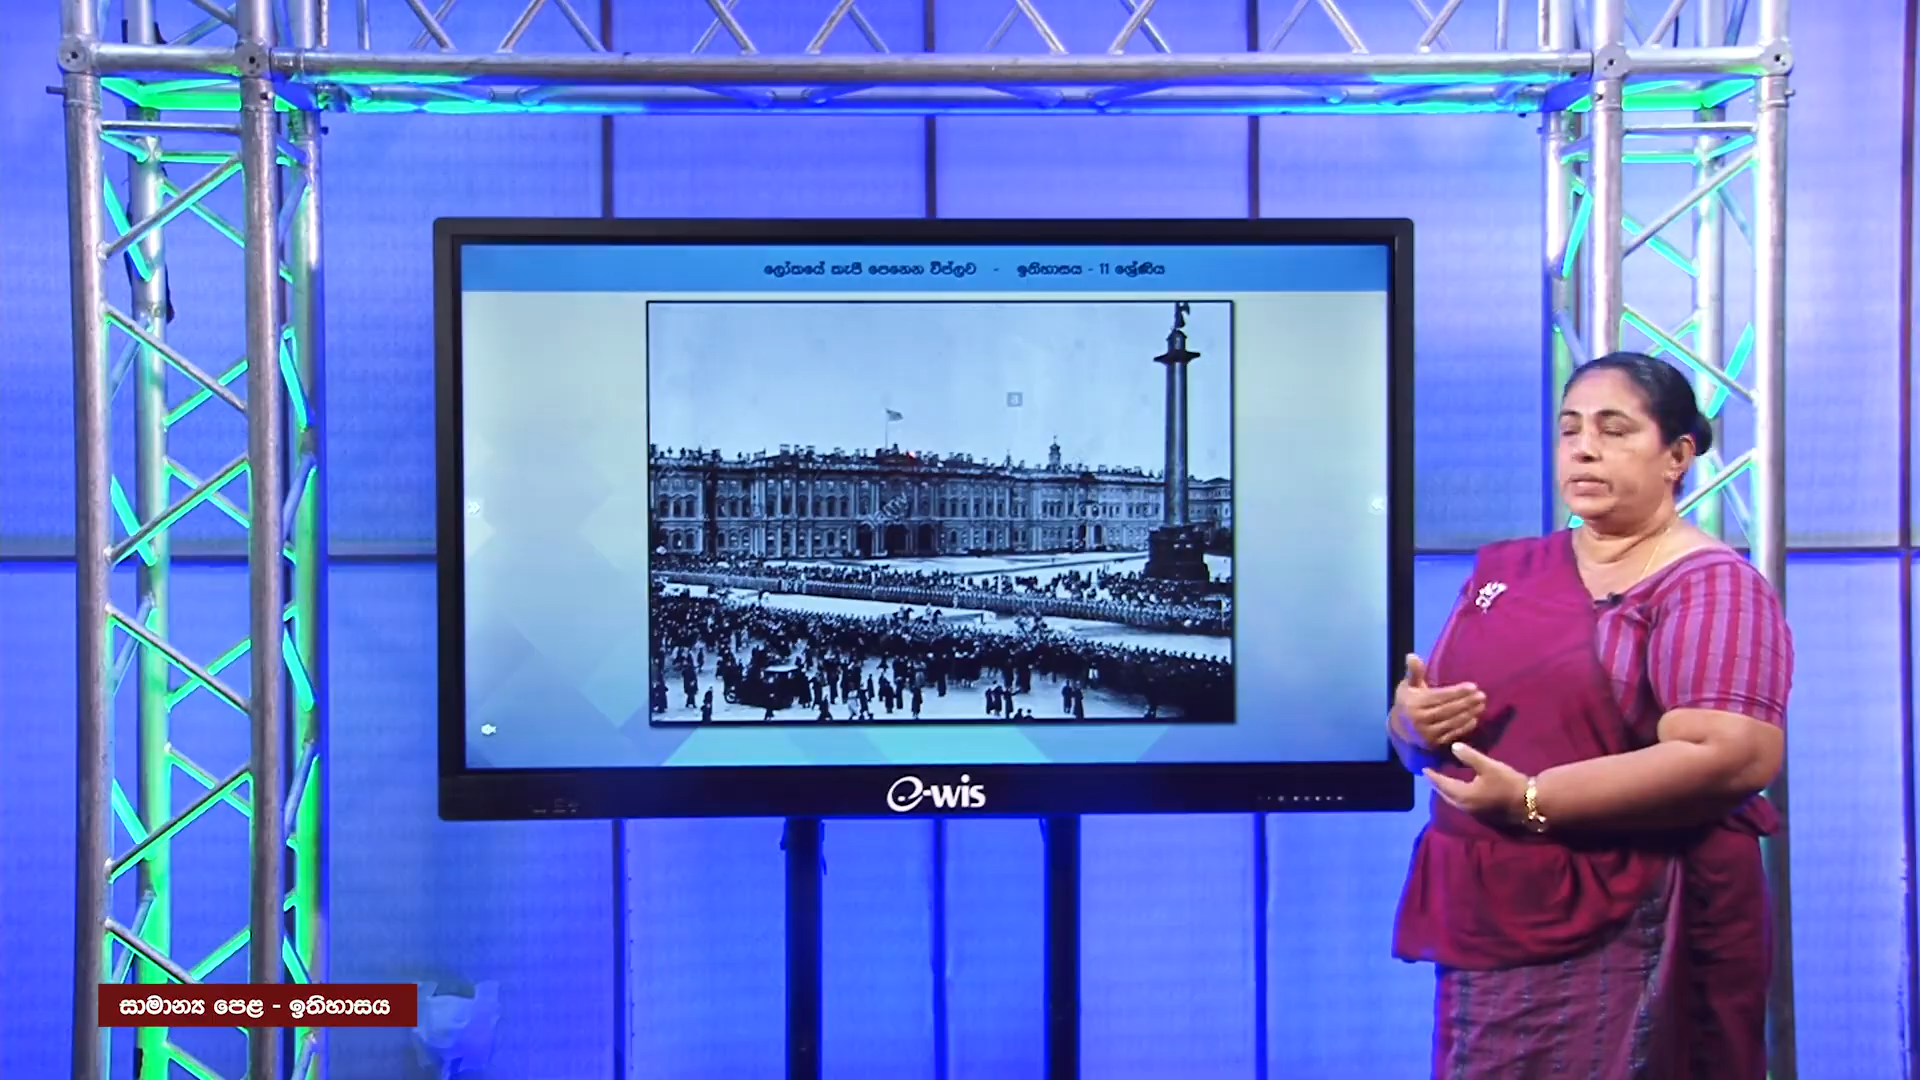 ලෝකයේ කැපී පෙනෙන විප්ලව - ඉතිහාසය - 11 ශ්‍රේණිය
e-wis
සාමාන්‍ය පෙළ - ඉතිහාසය